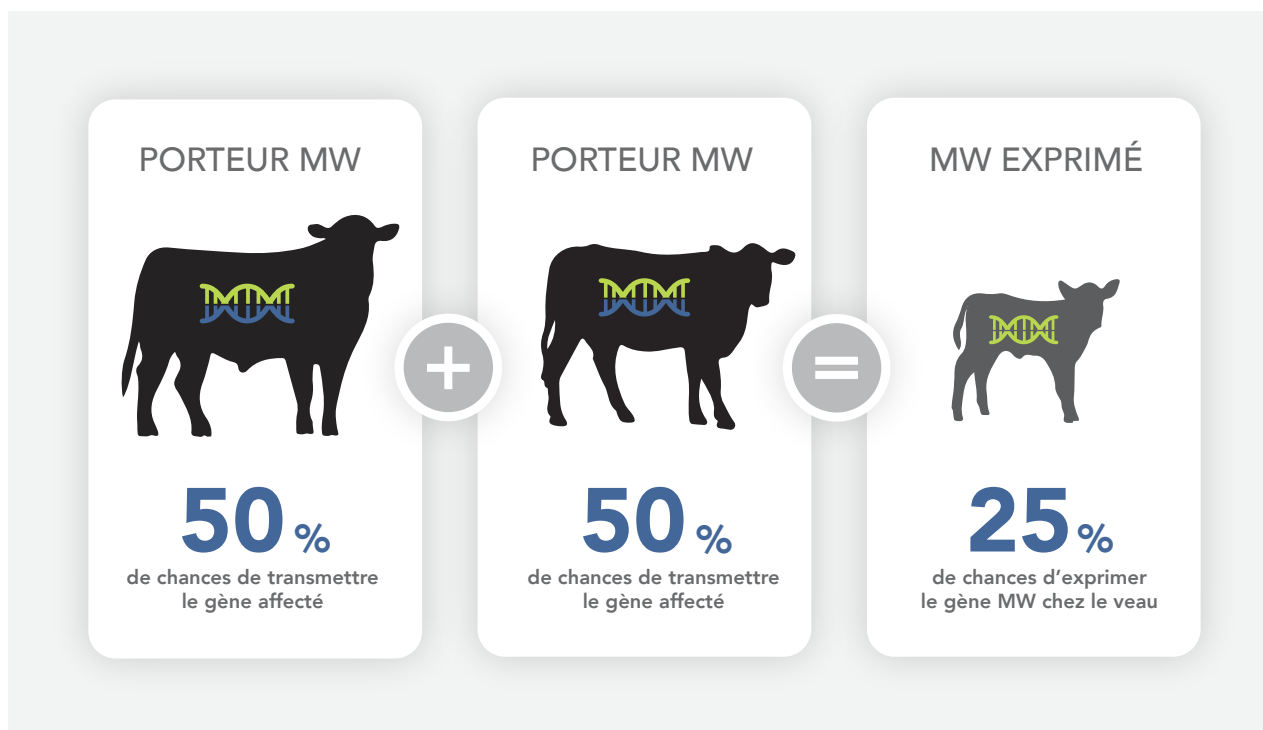 PORTEUR MW
50 %
de chances de transmettre
le gène affecté
+
PORTEUR MW
50 %
de chances de transmettre
le gène affecté
=
MW EXPRIMÉ
25 %
de chances d’exprimer
le gène MW chez le veau